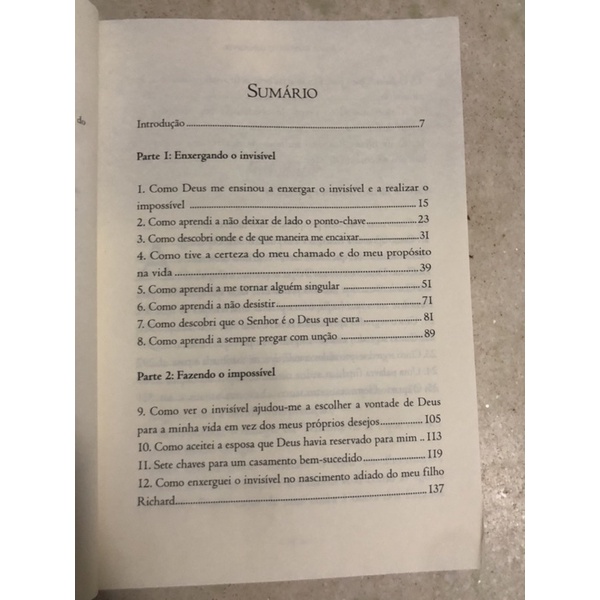 do
SUMÁRIO
Introdução.......................................................................................7
Parte 1: Enxergando o invisível
1. Como Deus me ensinou a enxergar o invisível e a realizar o
impossível ................................................................................. 15
2. Como aprendi a não deixar de lado o ponto-chave..................23
3. Como descobri onde e de que maneira me encaixar....................31
4. Como tive a certeza do meu chamado e do meu propósito
na vida........................................................................................39
5. Como aprendi a me tornar alguém singular .............................51
6. Como aprendi a não desistir.....................................................71
7. Como descobri que o Senhor é o Deus que cura ......................81
8. Como aprendi a sempre pregar com unção ..............................89
Parte 2: Fazendo o impossível
9. Como ver o invisível ajudou-me a escolher a vontade de Deus
para a minha vida em vez dos meus próprios desejos................105
10. Como aceitei a esposa que Deus havia reservado para mim .. 113
11. Sete chaves para um casamento bem-sucedido.......................119
12. Como enxerguei o invisível no nascimento adiado do meu filho
Richard......................................................................................137